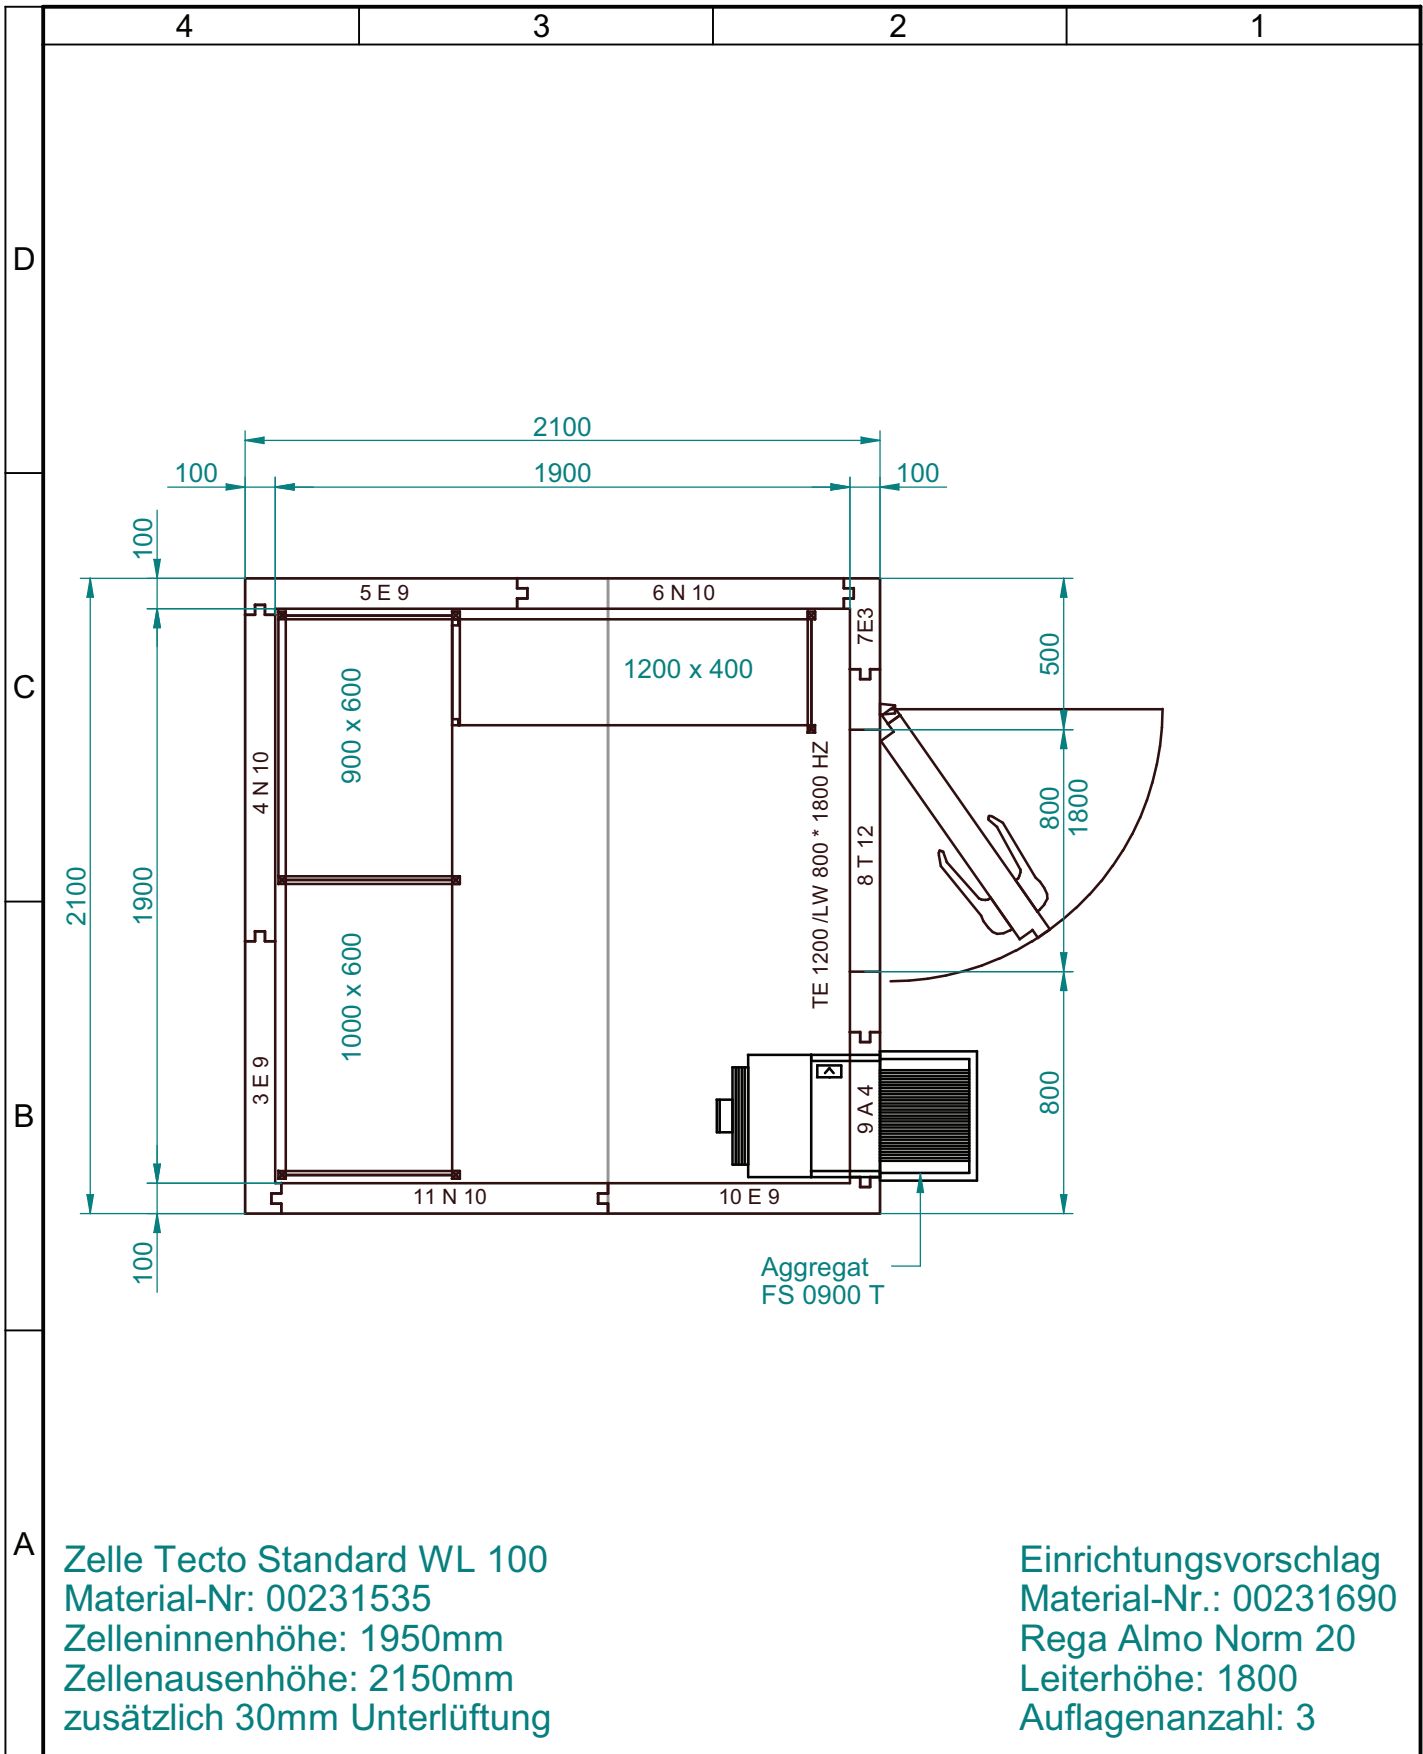 4 3 2 1
D
C
B
A
2100
100 1900 100
100
2100
1900
100
5 E 9
6 N 10
7E3
4 N 10
3 E 9
900 x 600
1200 x 400
1000 x 600
TE 1200 /LW 800 * 1800 HZ
8 T 12
9 A 4
11 N 10
10 E 9
500
800
1800
800
Aggregat
FS 0900 T
Zelle Tecto Standard WL 100
Material-Nr: 00231535
Zelleninnenhöhe: 1950mm
Zellenausenhöhe: 2150mm
zusätzlich 30mm Unterlüftung
Einrichtungsvorschlag
Material-Nr.: 00231690
Rega Almo Norm 20
Leiterhöhe: 1800
Auflagenanzahl: 3